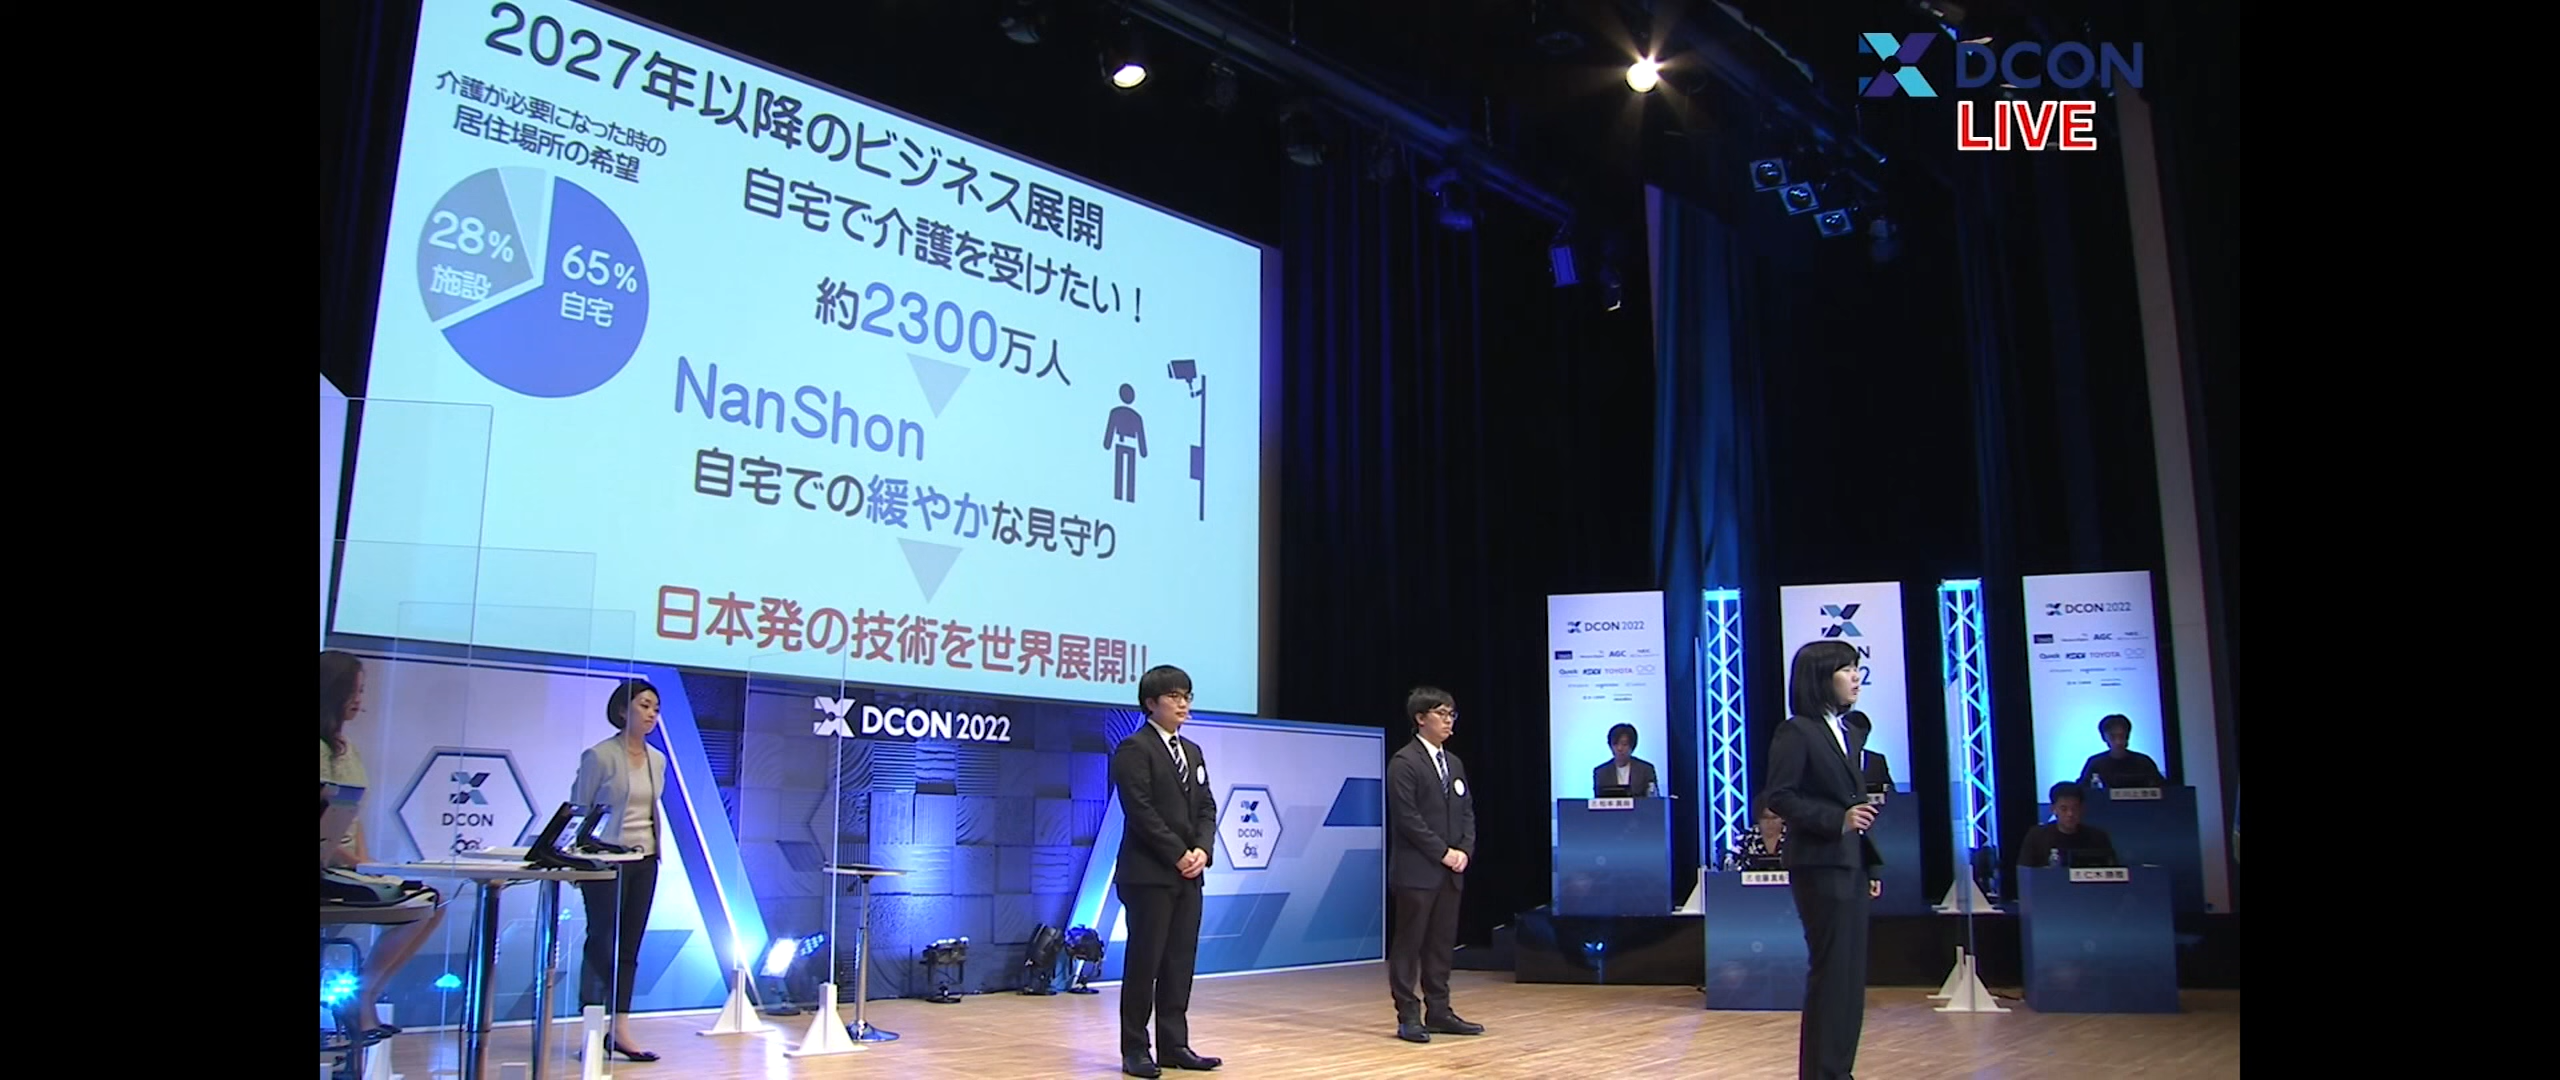 2027年以降のビジネス展開
介護が必要になった時の
居住場所の希望
28%
施設
65%
自宅
自宅で介護を受けたい！
約2300万人
NanShon
自宅での緩やかな見守り
日本発の技術を世界展開!!
DCON
LIVE
DCON 2022
DCON
DCON
DCON 2022
AGC
Quick
TOYOTA
DCON 2022
AGC
TOYOTA